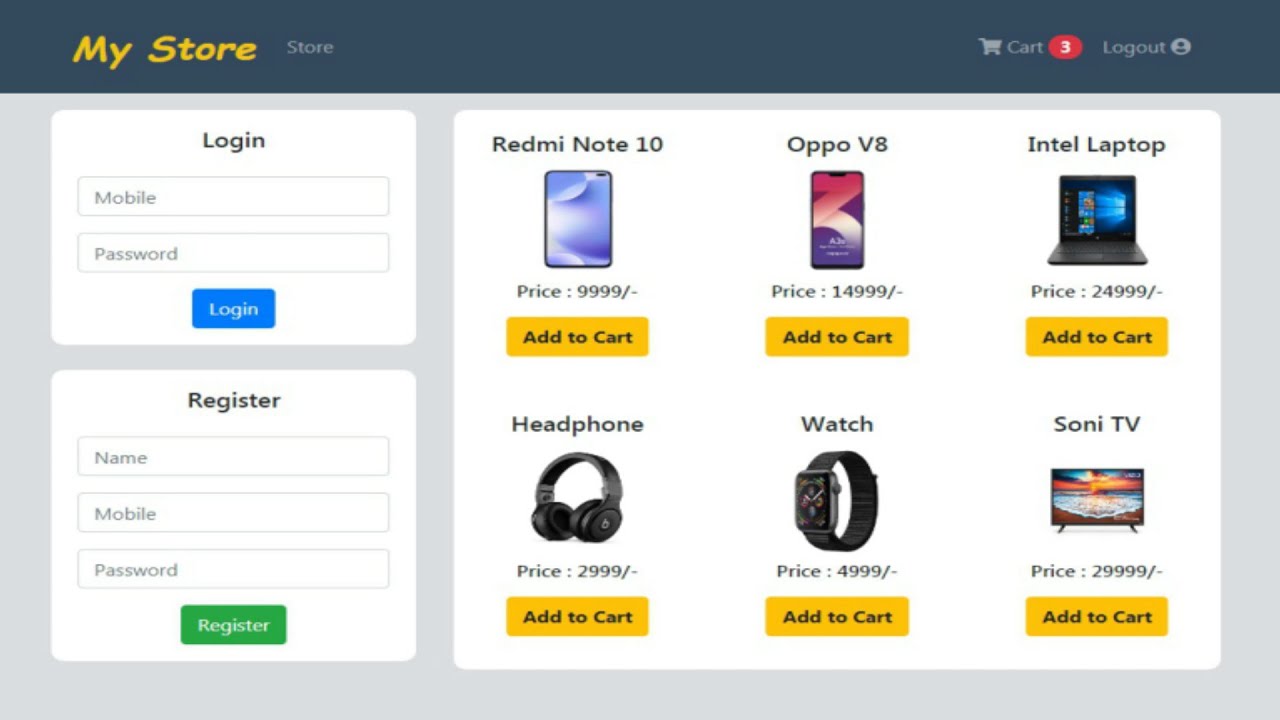 My Store
Store
Cart 3
Logout
Login
Mobile
Password
Login
Register
Name
Mobile
Password
Register
Redmi Note 10
Price : 9999/-
Add to Cart
Oppo V8
A3s
Price : 14999/-
Add to Cart
Intel Laptop
Price : 24999/-
Add to Cart
Headphone
Price : 2999/-
Add to Cart
Watch
Price : 4999/-
Add to Cart
Soni TV
Price : 29999/-
Add to Cart